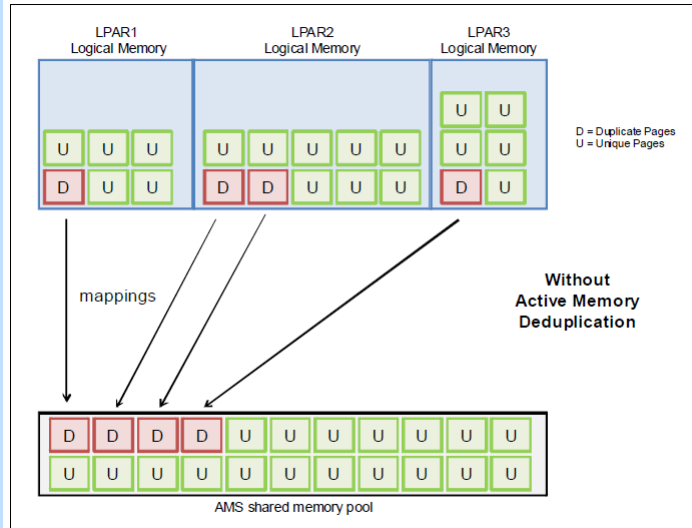 LPAR1
Logical Memory
LPAR2
Logical Memory
LPAR3
Logical Memory
U U
U U U U U U U U U U
D U U D D U U U D U
D = Duplicate Pages
U = Unique Pages
mappings
Without
Active Memory
Deduplication
D D D D U U U U U U U
U U U U U U U U U U U
AMS shared memory pool